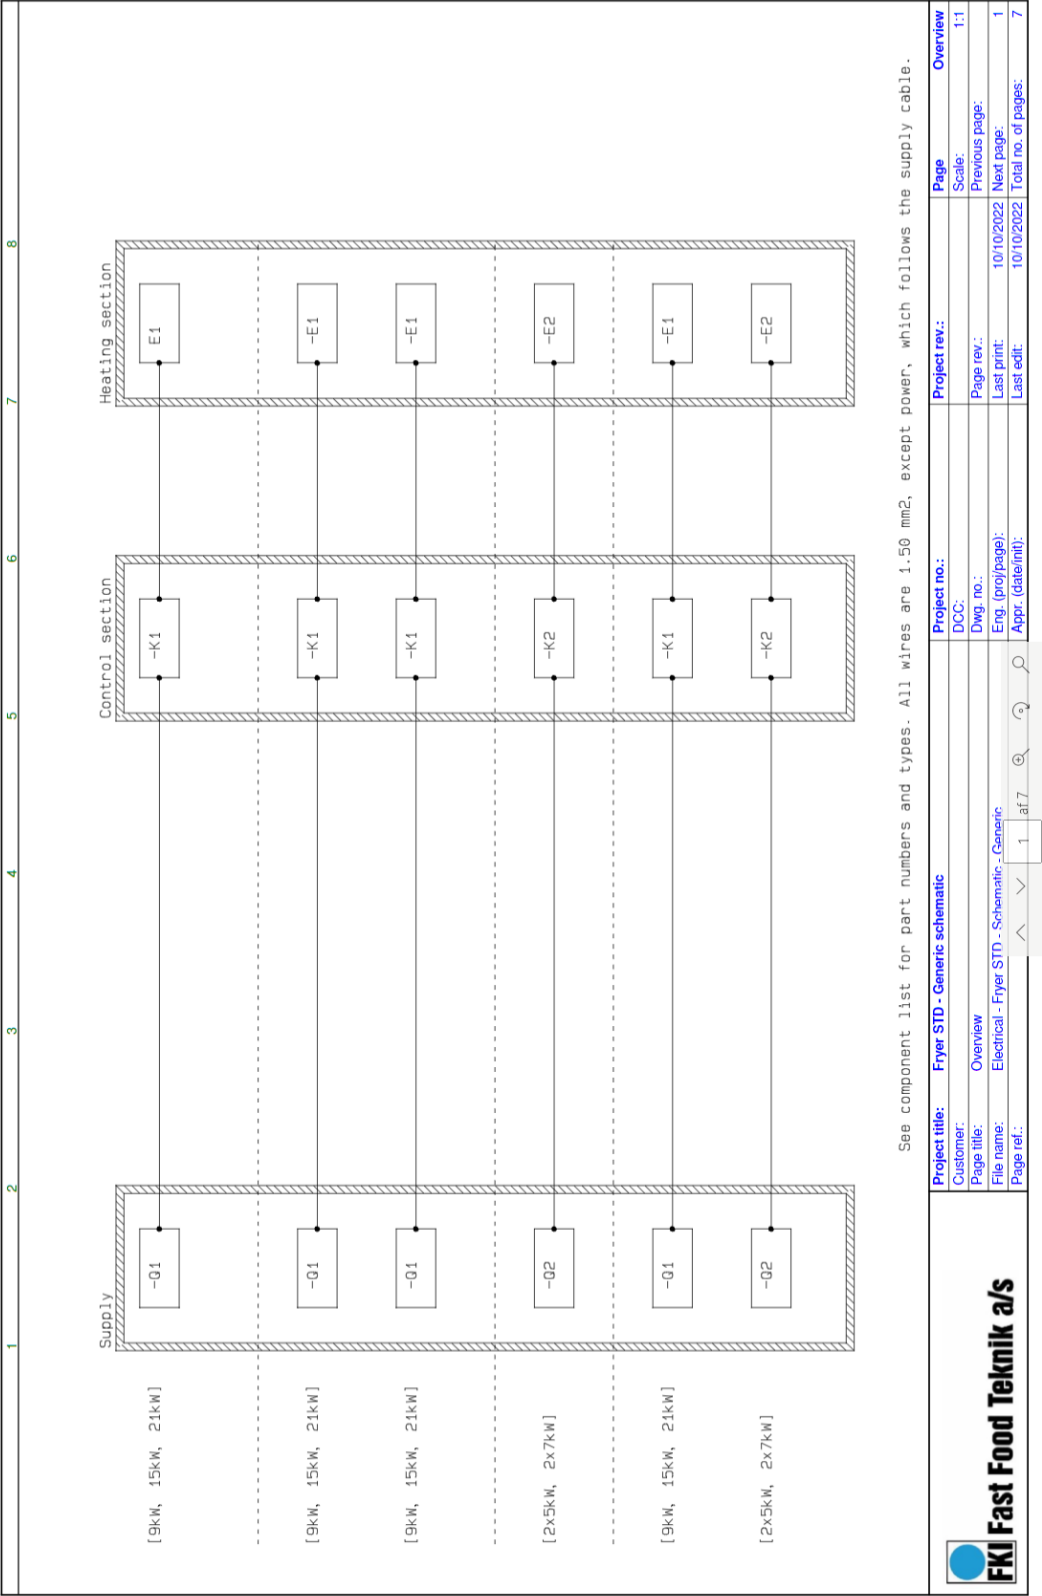 1 2 3 4 5 6 7 8
Supply Control section Heating section
[9kW, 15kW, 21kW] -Q1 -K1 E1
[9kW, 15kW, 21kW] -Q1 -K1 -E1
[9kW, 15kW, 21kW] -Q1 -K1 -E1
[2x5kW, 2x7kW] -Q2 -K2 -E2
[9kW, 15kW, 21kW] -Q1 -K1 -E1
[2x5kW, 2x7kW] -Q2 -K2 -E2
See component list for part numbers and types. All wires are 1.50 mm2, except power, which follows the supply cable.
FKI Fast Food Teknik a/s
Project title: Fryer STD - Generic schematic Project no.: Project rev.: Page Overview
Customer: DCC: Scale: 1:1
Page title: Overview Dwg. no.: Page rev.: Previous page:
File name: Electrical - Fryer STD - Schematic - Generic Eng. (proj/page): Last print: 10/10/2022 Next page: 1
Page ref.: Appr. (date/init): Last edit: 10/10/2022 Total no. of pages: 7
1 af 7